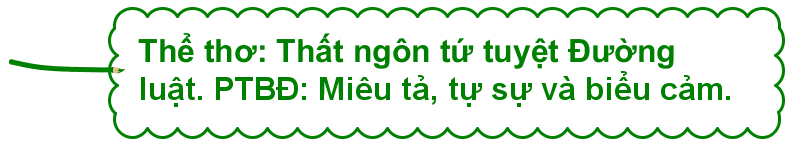 Thể thơ: Thất ngôn tứ tuyệt Đường
luật. PTBĐ: Miêu tả, tự sự và biểu cảm.